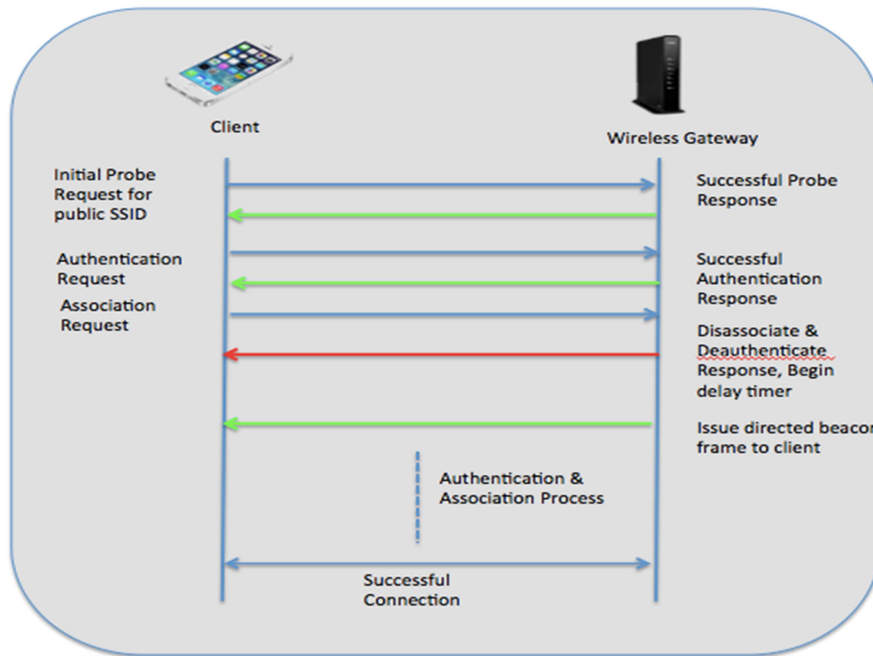 Client
Wireless Gateway
Initial Probe
Request for
public SSID
Successful Probe
Response
Authentication
Request
Successful
Authentication
Response
Association
Request
Disassociate &
Deauthenticate
Response, Begin
delay timer
Issue directed beacon
frame to client
Authentication &
Association Process
Successful
Connection